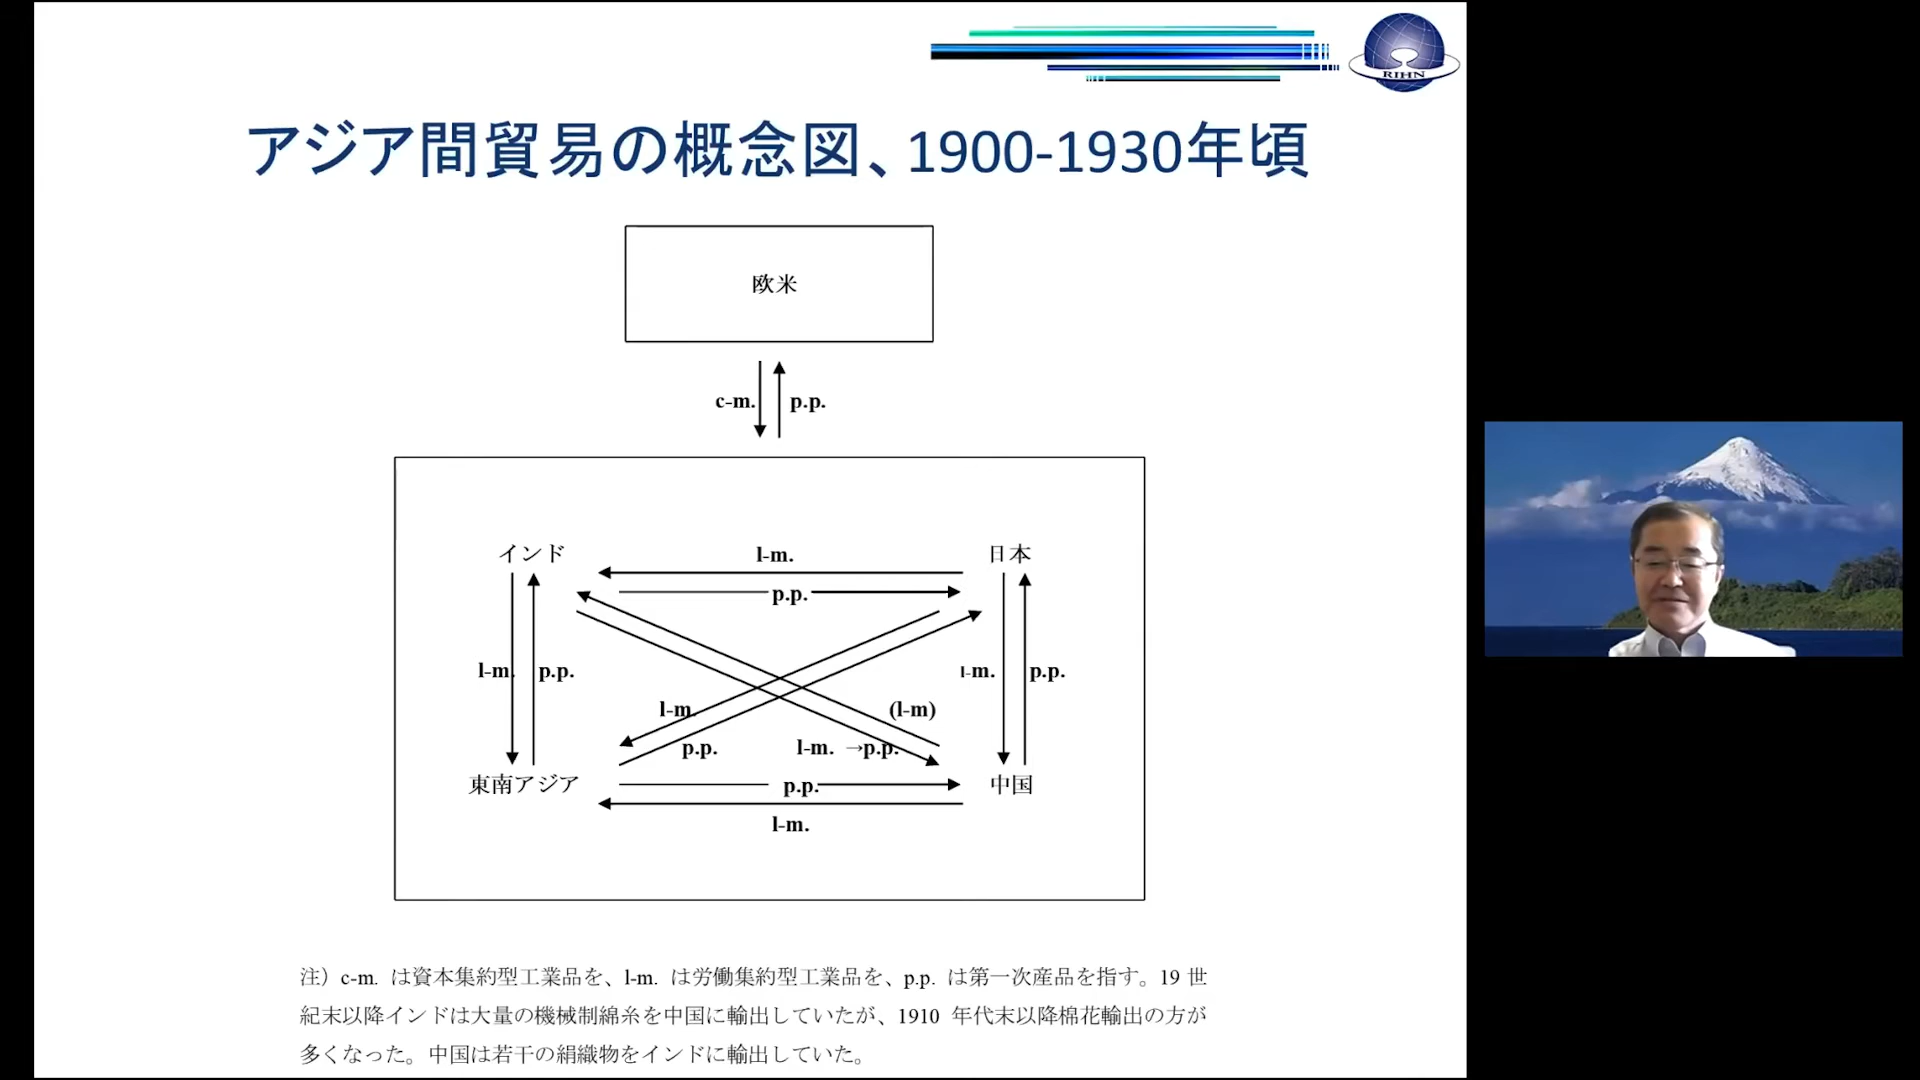 RIHN
アジア間貿易の概念図、1900-1930年頃
欧米
c-m. p.p.
インド l-m. 日本
p.p.
l-m. p.p. l-m. p.p.
l-m. (l-m)
p.p. l-m. →p.p.
東南アジア p.p. 中国
l-m.
注）c-m. は資本集約型工業品を、l-m. は労働集約型工業品を、p.p. は第一次産品を指す。19 世
紀末以降インドは大量の機械制綿糸を中国に輸出していたが、1910 年代末以降棉花輸出の方が
多くなった。中国は若干の絹織物をインドに輸出していた。